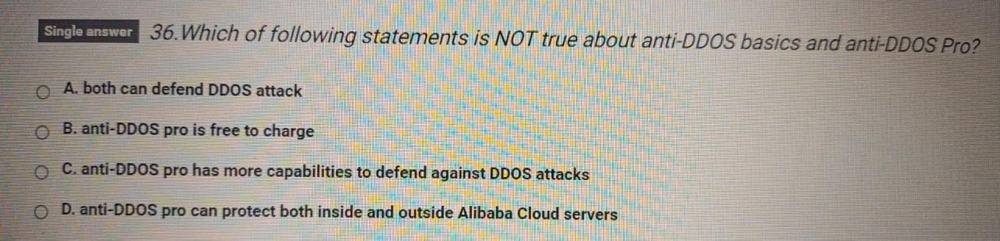 Single answer 36.Which of following statements is NOT true about anti-DDOS basics and anti-DDOS Pro?
A. both can defend DDOS attack
B. anti-DDOS pro is free to charge
C. anti-DDOS pro has more capabilities to defend against DDOS attacks
D. anti-DDOS pro can protect both inside and outside Alibaba Cloud servers